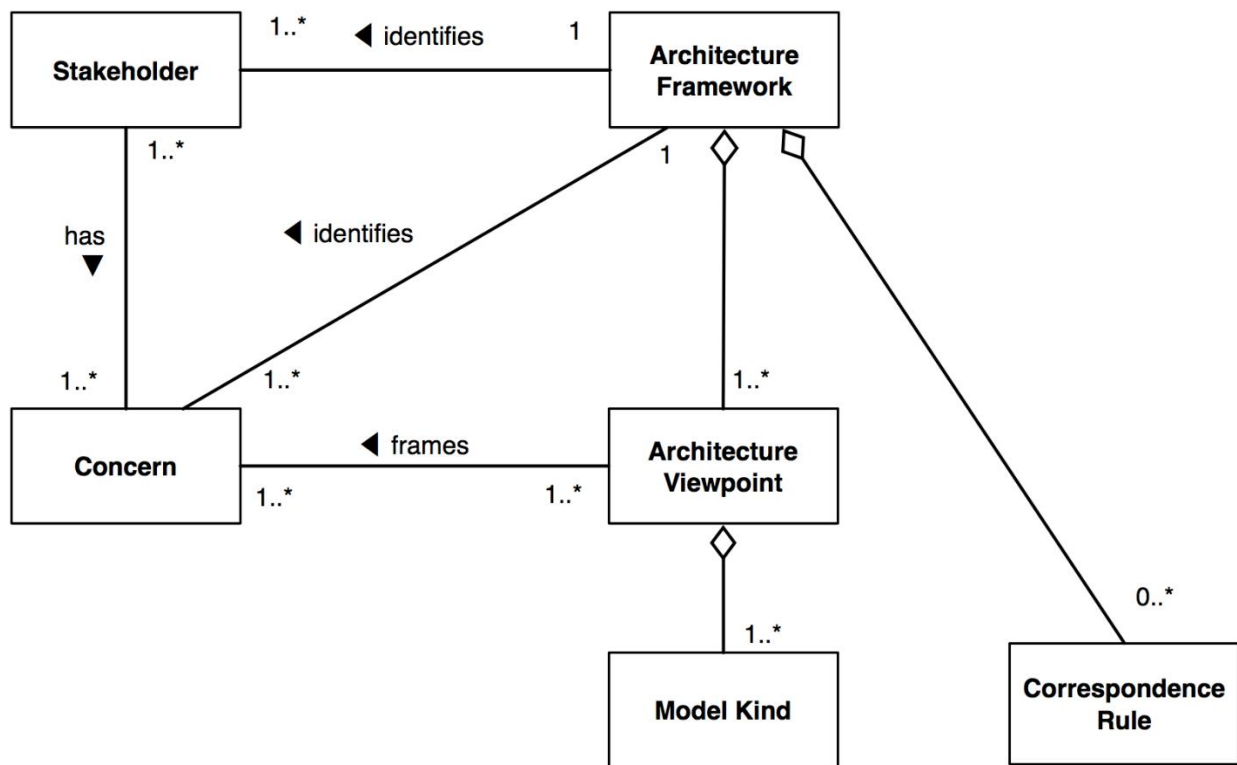 1..*
◀ identifies
1
Stakeholder
Architecture
Framework
1..*
1
has
▼
◀ identifies
1..*
1..*
1..*
◀ frames
Concern
Architecture
Viewpoint
1..*
1..*
0..*
1..*
Model Kind
Correspondence
Rule